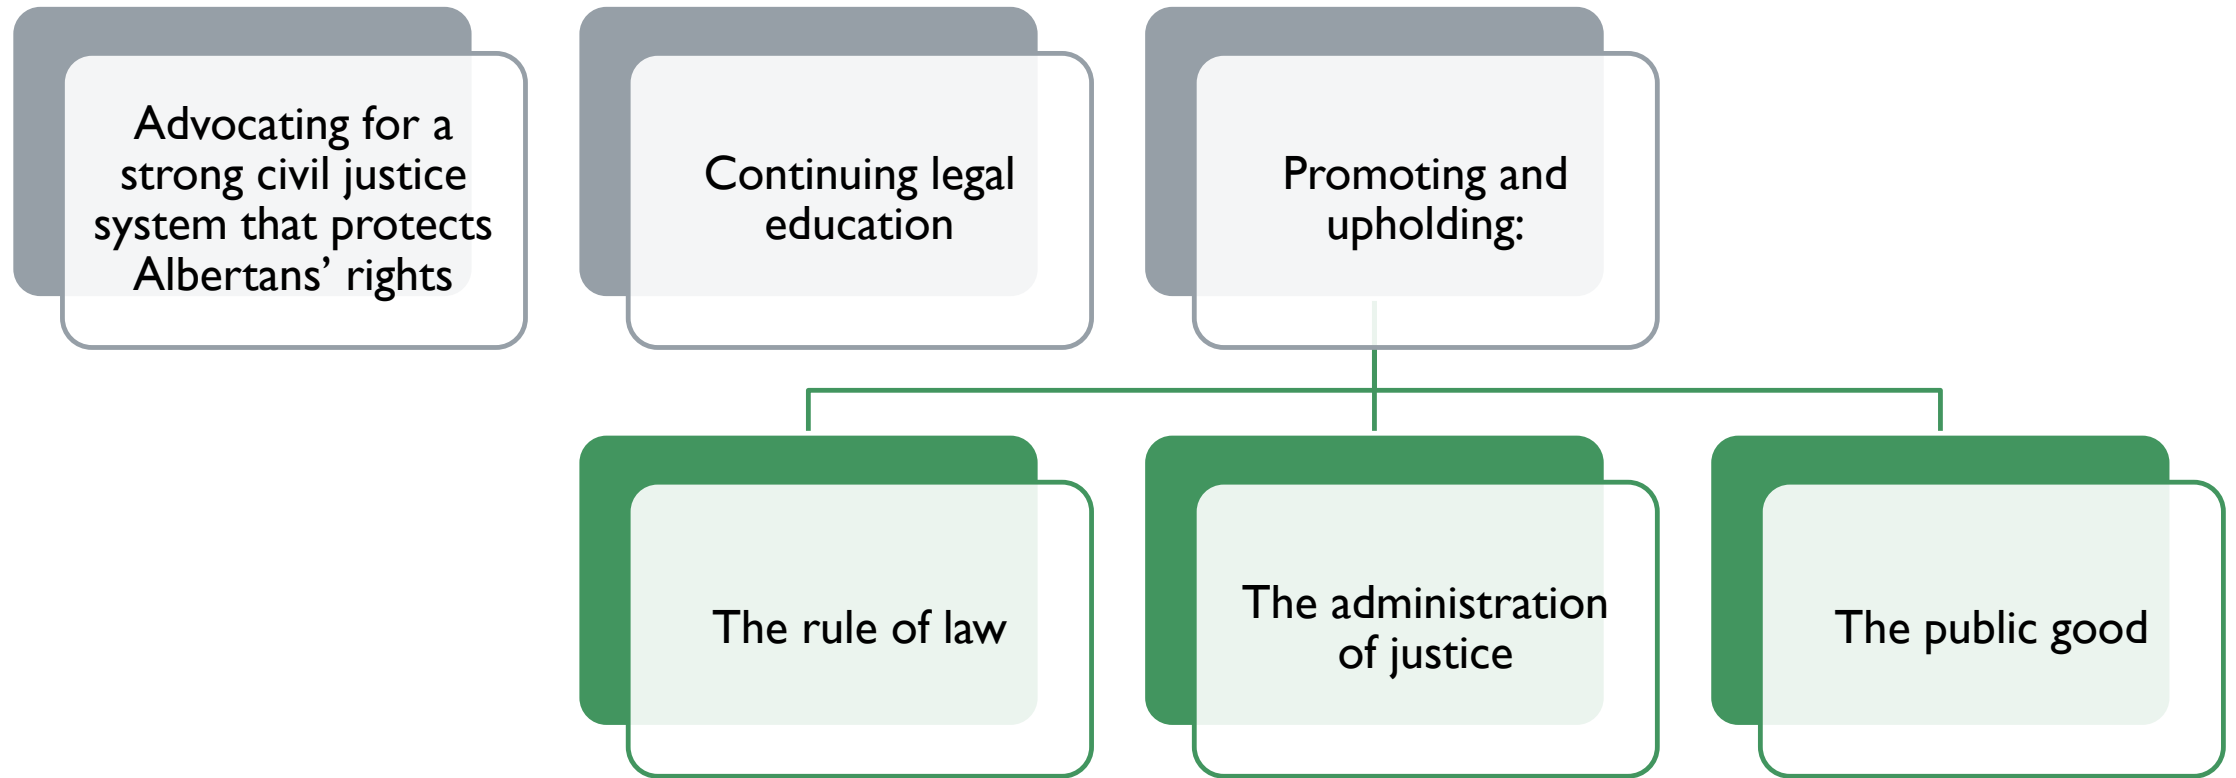 Advocating for a
strong civil justice
system that protects
Albertans’ rights
Continuing legal
education
Promoting and
upholding:
The rule of law
The administration
of justice
The public good